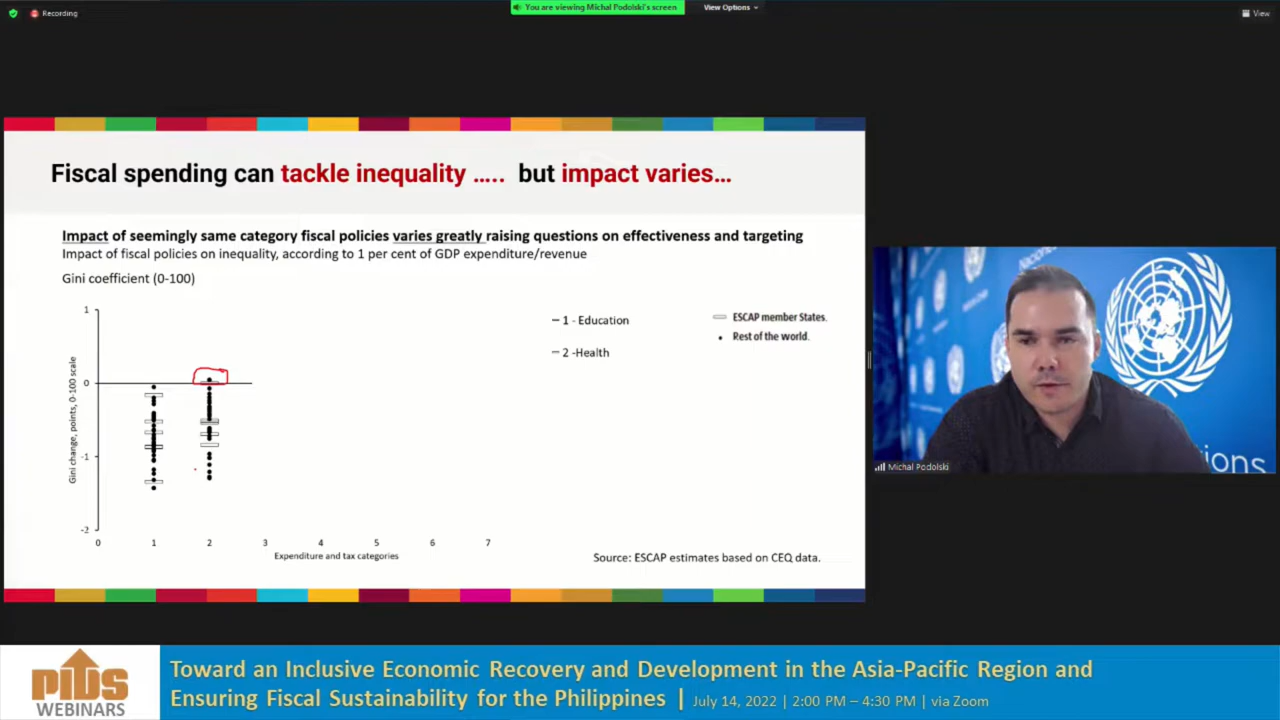 Recording
You are viewing Michal Podolski's screen
View Options
View
Fiscal spending can tackle inequality ….. but impact varies…
Impact of seemingly same category fiscal policies varies greatly raising questions on effectiveness and targeting
Impact of fiscal policies on inequality, according to 1 per cent of GDP expenditure/revenue
Gini coefficient (0-100)
1
0
-1
-2
Gini change, points, 0-100 scale
0 1 2 3 4 5 6 7
Expenditure and tax categories
1 - Education
2 -Health
ESCAP member States.
Rest of the world.
Source: ESCAP estimates based on CEQ data.
Michal Podolski
PIDS
WEBINARS
Toward an Inclusive Economic Recovery and Development in the Asia-Pacific Region and
Ensuring Fiscal Sustainability for the Philippines | July 14, 2022 | 2:00 PM – 4:30 PM | via Zoom